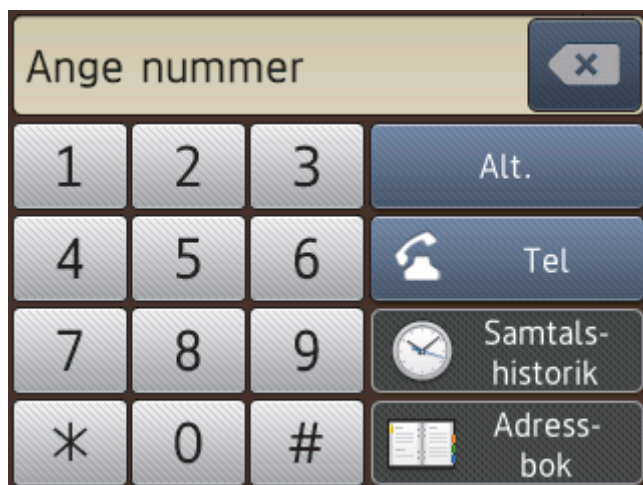 Ange nummer
1 2 3 Alt.
4 5 6 Tel
7 8 9 Samtals-
historik
* 0 # Adress-
bok